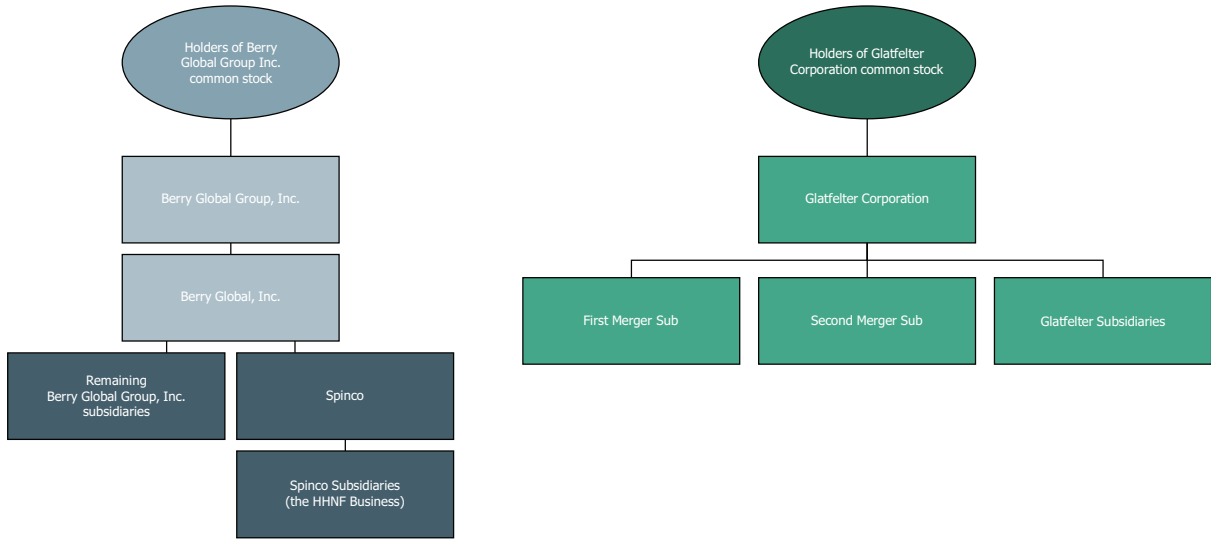 Holders of Berry
Global Group Inc.
common stock
Berry Global Group, Inc.
Berry Global, Inc.
Remaining
Berry Global Group, Inc.
subsidiaries
Spinco
Spinco Subsidiaries
(the HHNF Business)
Holders of Glatfelter
Corporation common stock
Glatfelter Corporation
First Merger Sub
Second Merger Sub
Glatfelter Subsidiaries